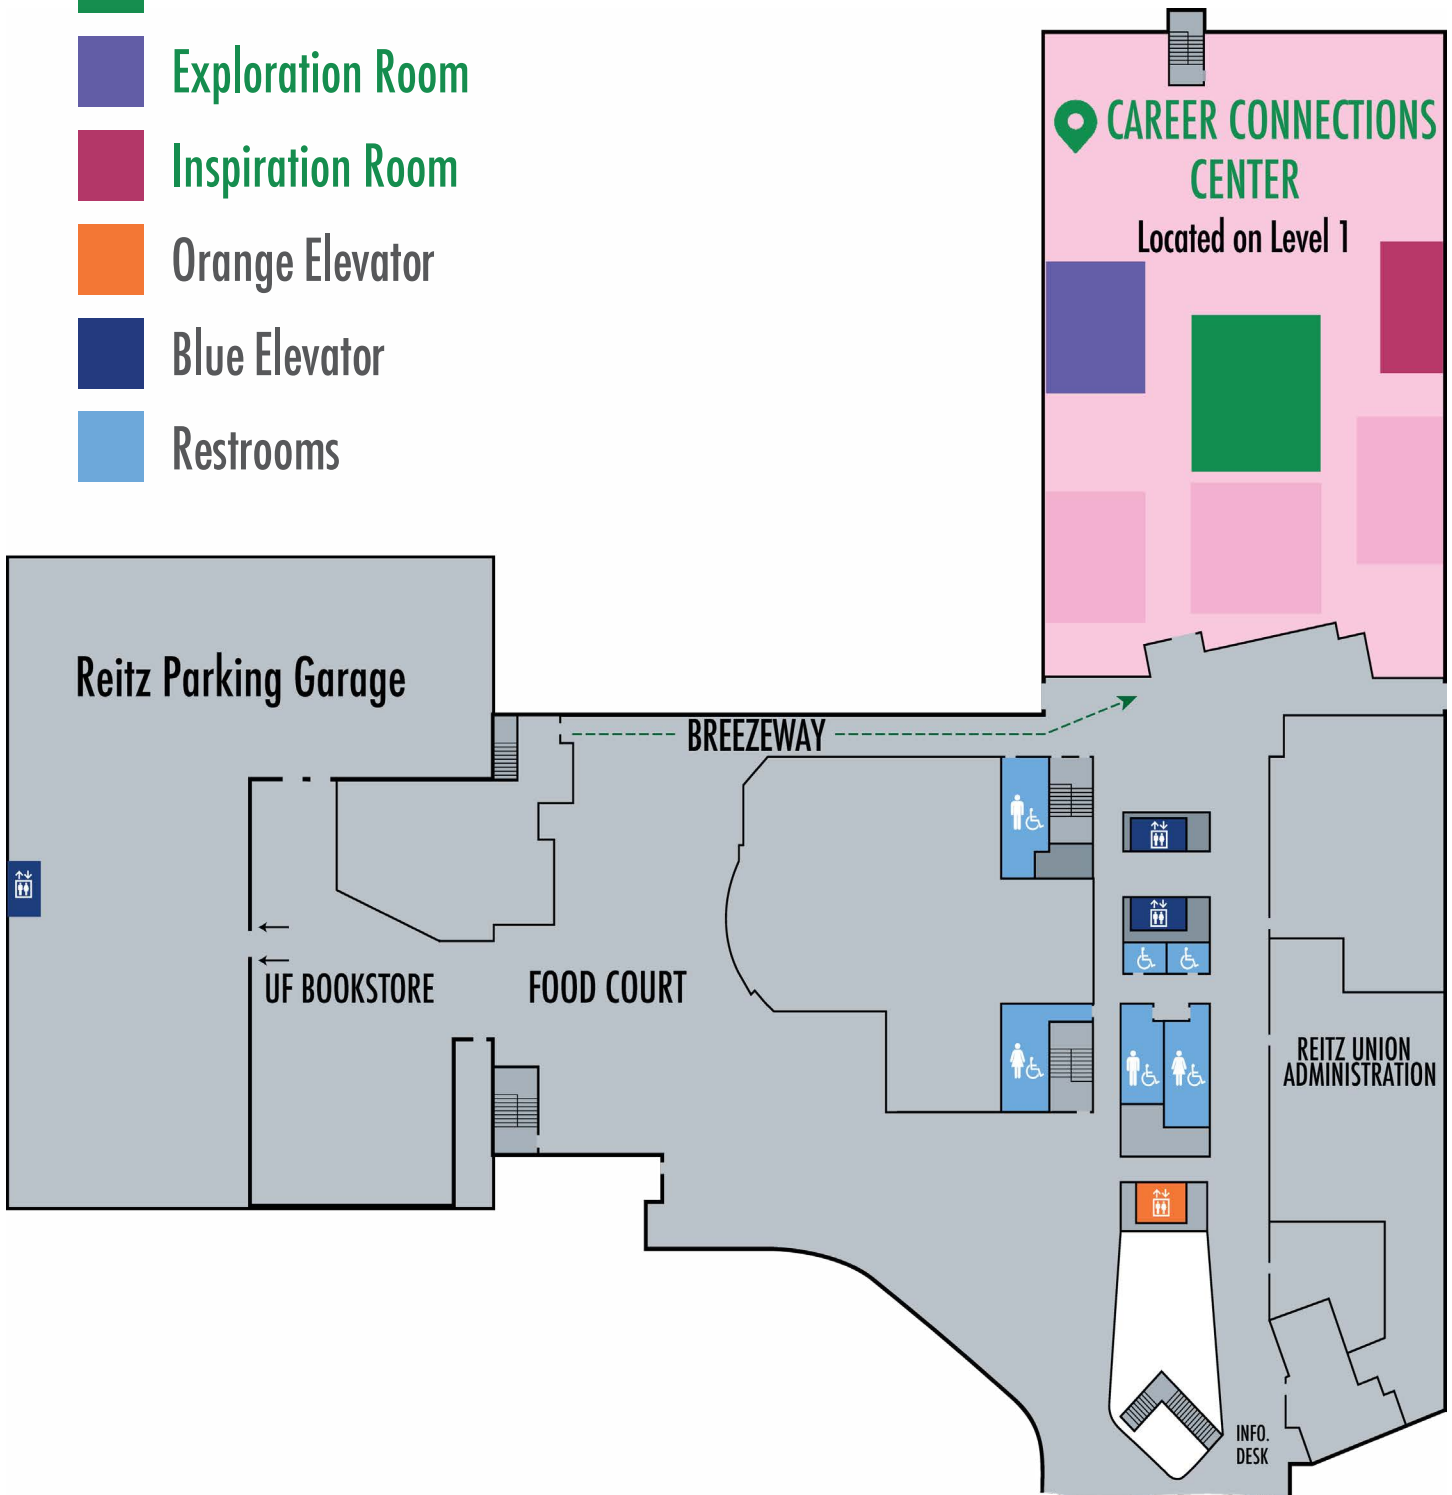 Exploration Room
Inspiration Room
Orange Elevator
Blue Elevator
Restrooms
CAREER CONNECTIONS
CENTER
Located on Level 1
Reitz Parking Garage
BREEZEWAY
UF BOOKSTORE
FOOD COURT
REITZ UNION
ADMINISTRATION
INFO.
DESK